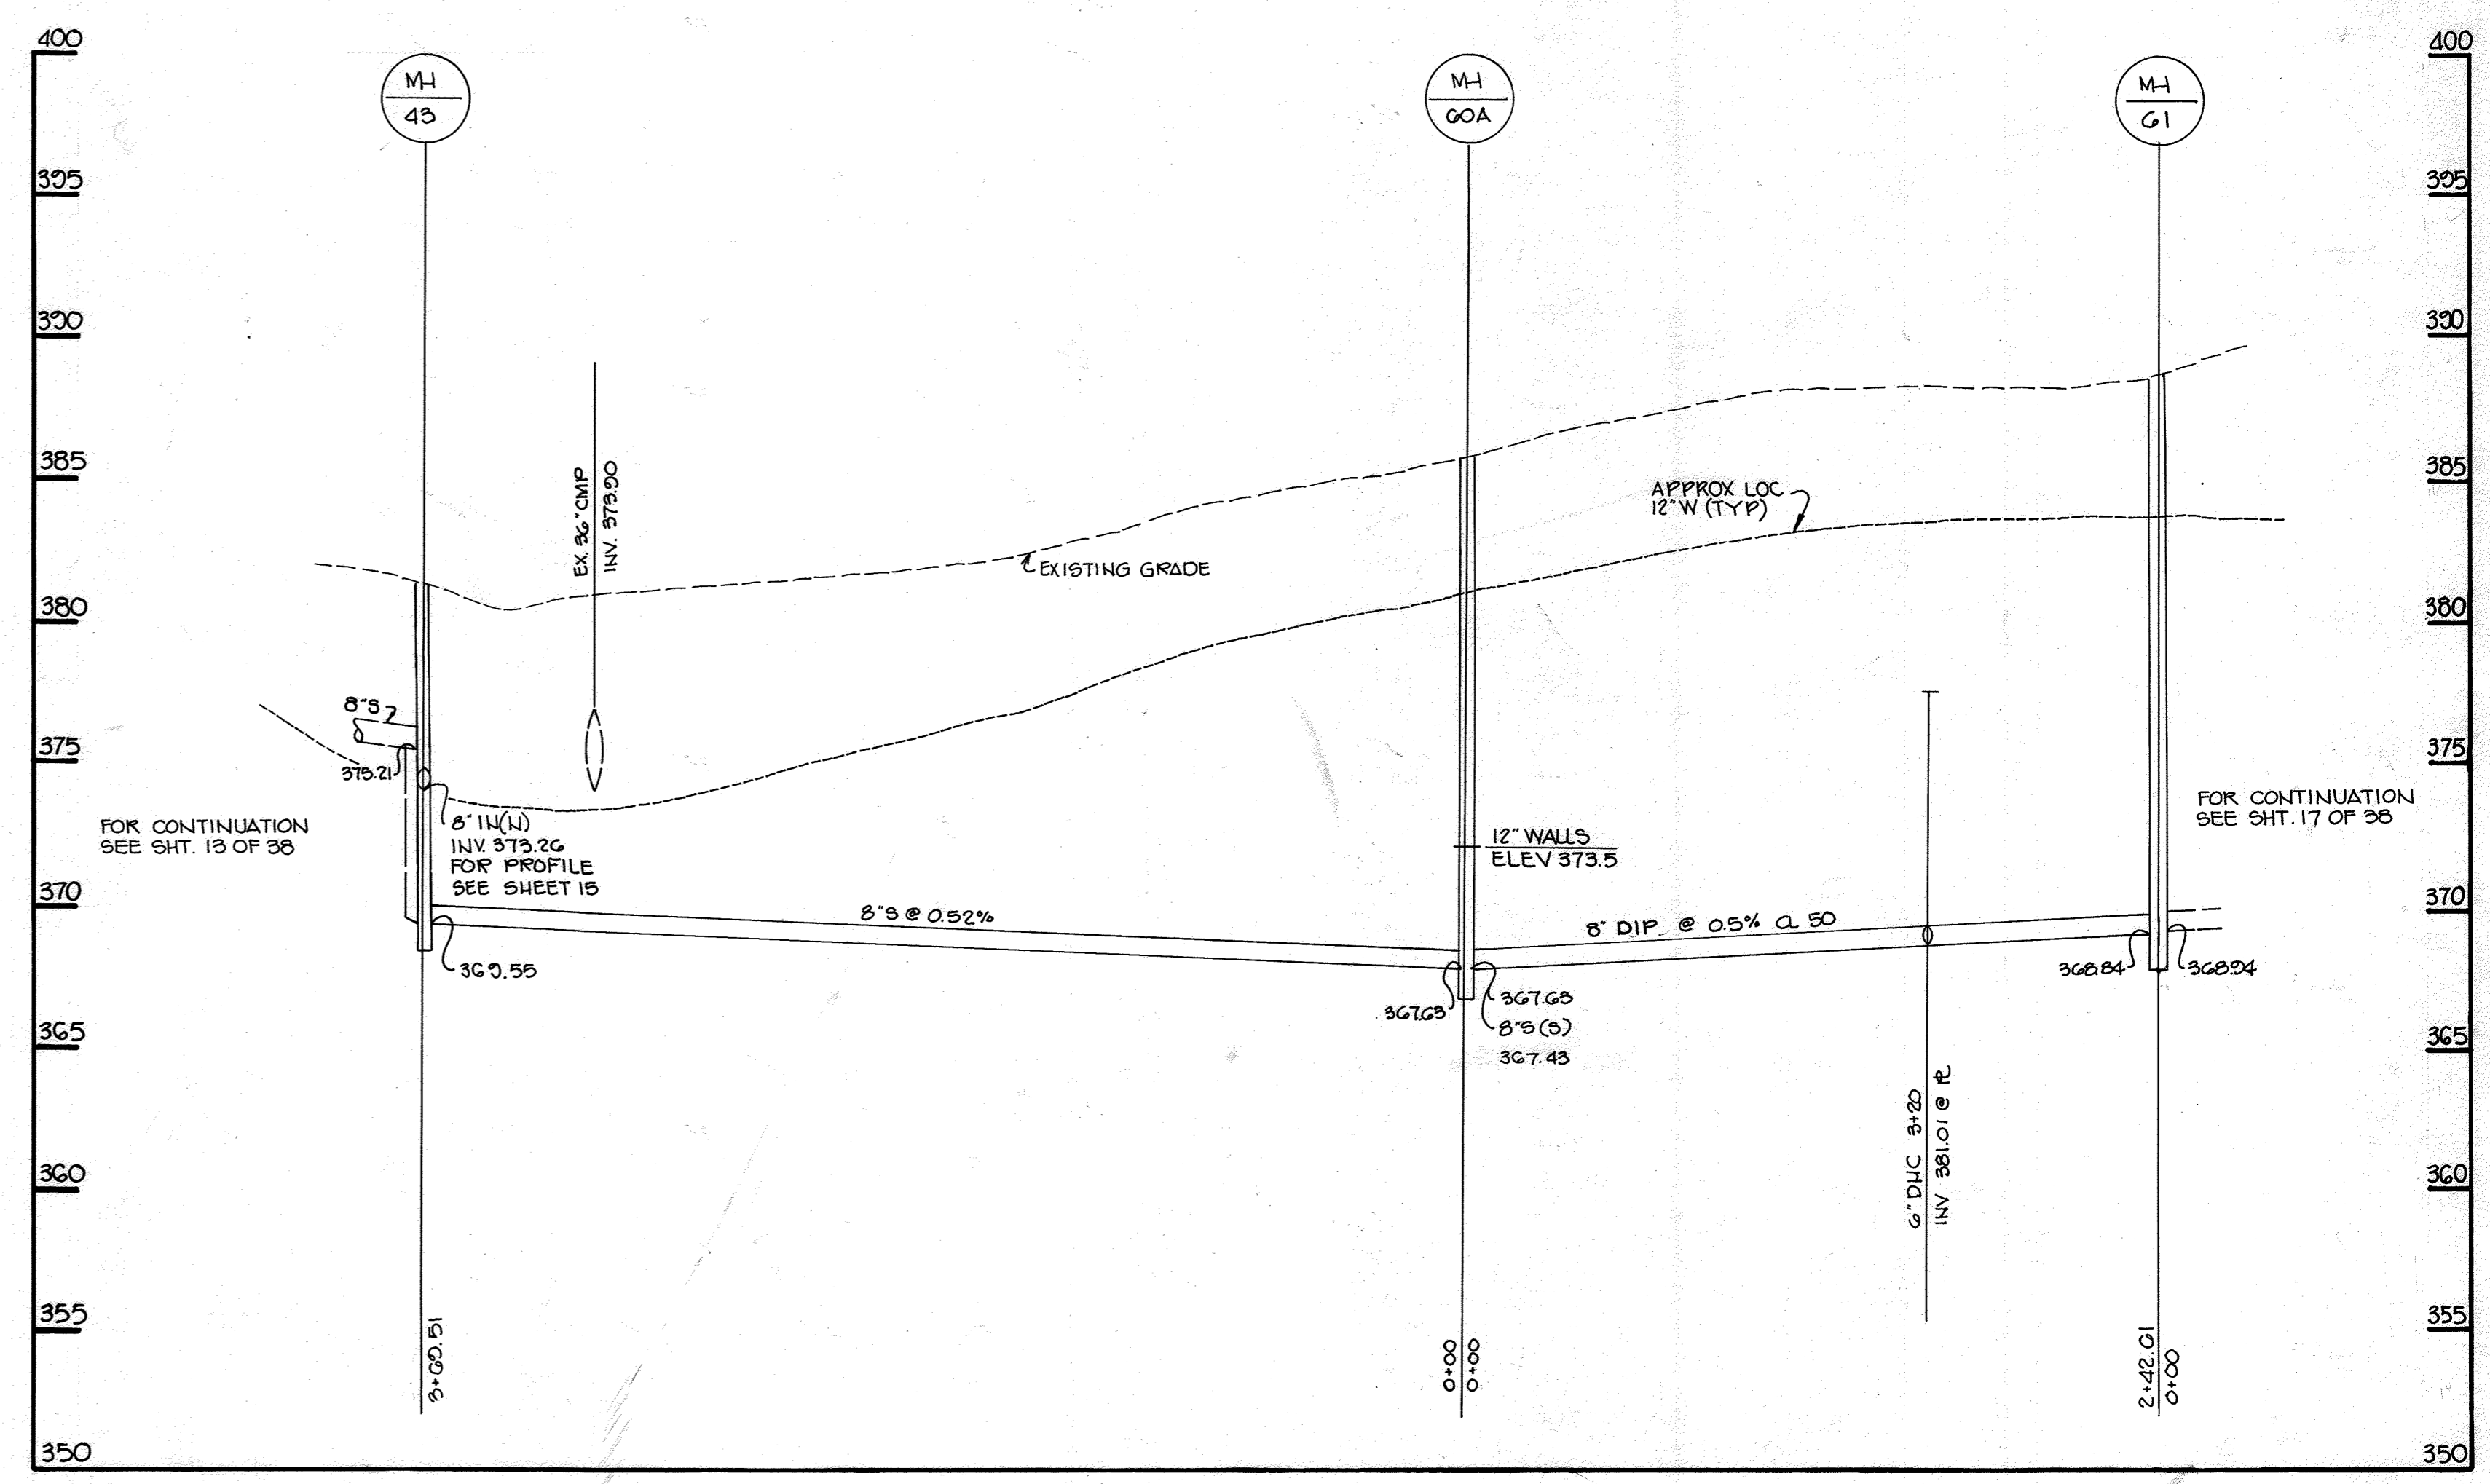 400
395
390
385
380
375
370
365
360
355
350
MH
43
EX. 36" CMP
INV. 373.90
8"S
375.21
8" IN(N)
INV. 373.26
FOR PROFILE
SEE SHEET 15
FOR CONTINUATION
SEE SHT. 13 OF 38
369.55
3+69.51
EXISTING GRADE
8"S @ 0.52%
MH
60A
12" WALLS
ELEV 373.5
367.63
367.63
8"S(S)
367.43
0+00
0+00
APPROX LOC
12"W (TYP)
8" DIP @ 0.5% CL 50
6" DHC 3+20
INV 381.01 @ PL
MH
61
FOR CONTINUATION
SEE SHT. 17 OF 38
368.84
368.94
2+42.61
0+00
400
395
390
385
380
375
370
365
360
355
350